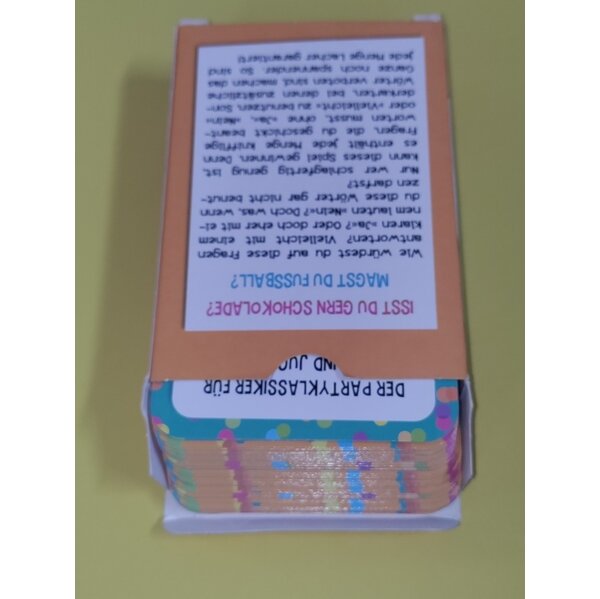 ISST DU GERN SCHOKOLADE?
MAGST DU FUSSBALL?
Wie würdest du auf diese Fragen
antworten? Vielleicht mit einem
klaren »Ja«? Oder doch eher mit ei-
nem lauten »Nein«? Doch was, wenn
du diese Wörter gar nicht benut-
zen darfst?
Nur wer schlagfertig genug ist,
kann dieses Spiel gewinnen. Denn
es enthält jede Menge knifflige
Fragen, die du geschickt beant-
worten musst, ohne »Ja«, »Nein«
oder »Vielleicht« zu benutzen. Son-
derkarten, bei denen zusätzliche
Wörter verboten sind, machen das
Ganze noch spannender. So sind
jede Menge Lacher garantiert!
DER PARTYKLASSIKER FÜR
UND JUG